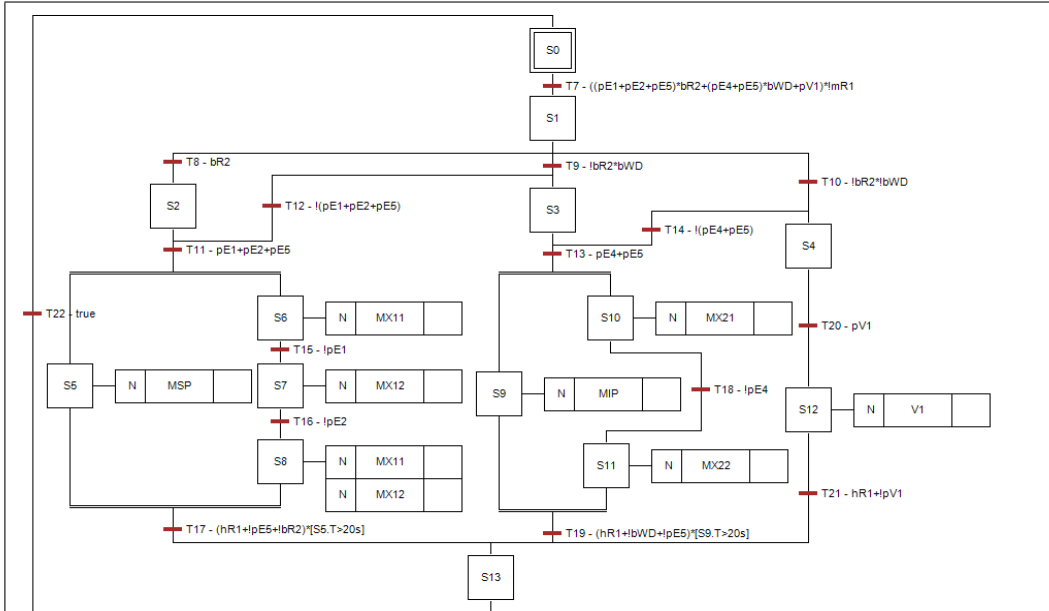 S0
T7 - ((pE1+pE2+pE5)*bR2+(pE4+pE5)*bWD+pV1)*!mR1
S1
T8 - bR2
T9 - !bR2*bWD
T10 - !bR2*!bWD
S2
T12 - !(pE1+pE2+pE5)
S3
T14 - !(pE4+pE5)
S4
T11 - pE1+pE2+pE5
T13 - pE4+pE5
T22 - true
S6 N MX11
S10 N MX21
T20 - pV1
T15 - !pE1
S5 N MSP
S7 N MX12
S9 N MIP
T18 - !pE4
S12 N V1
T16 - !pE2
S8 N MX11
N MX12
S11 N MX22
T21 - hR1+!pV1
T17 - (hR1+!pE5+!bR2)*[S5.T>20s]
T19 - (hR1+!bWD+!pE5)*[S9.T>20s]
S13